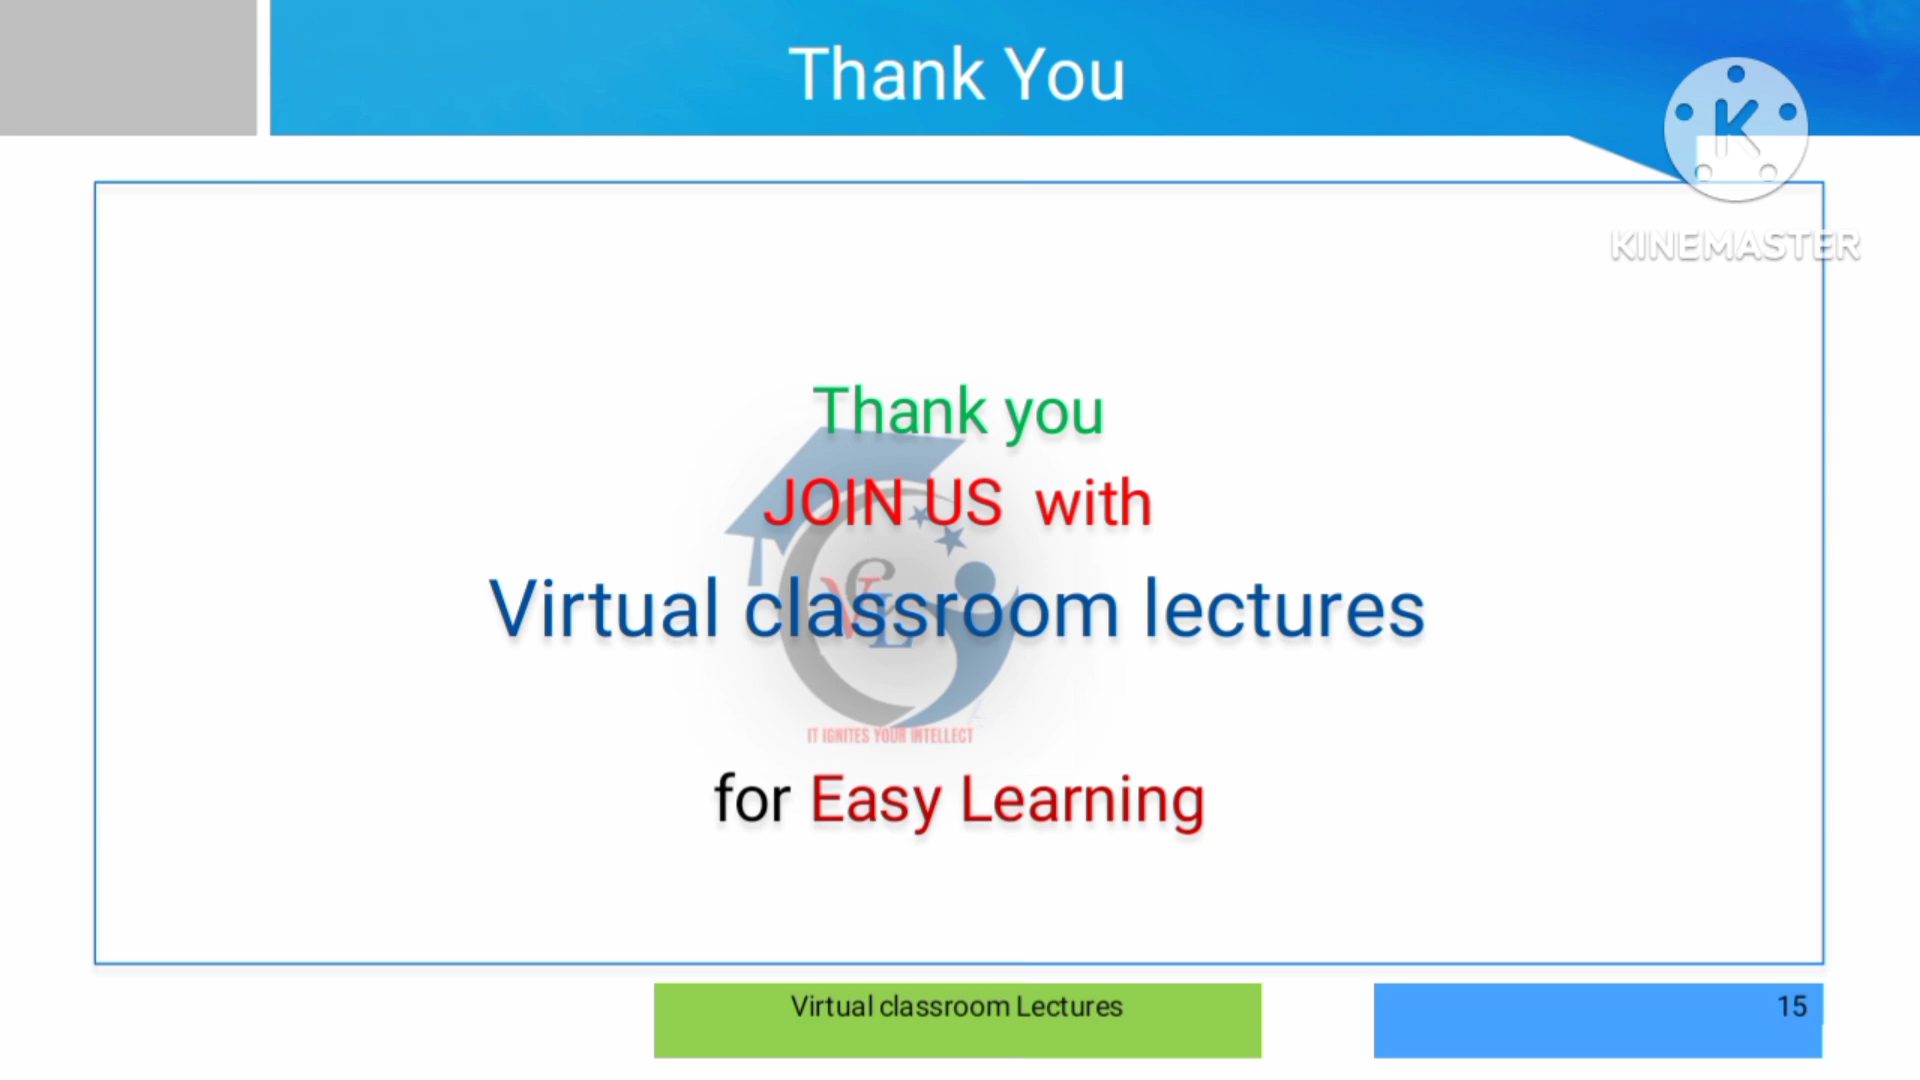 Thank You
K
KINEMASTER
Thank you
JOIN US with
Virtual classroom lectures
VCL
IT IGNITES YOUR INTELLECT
for Easy Learning
Virtual classroom Lectures
15